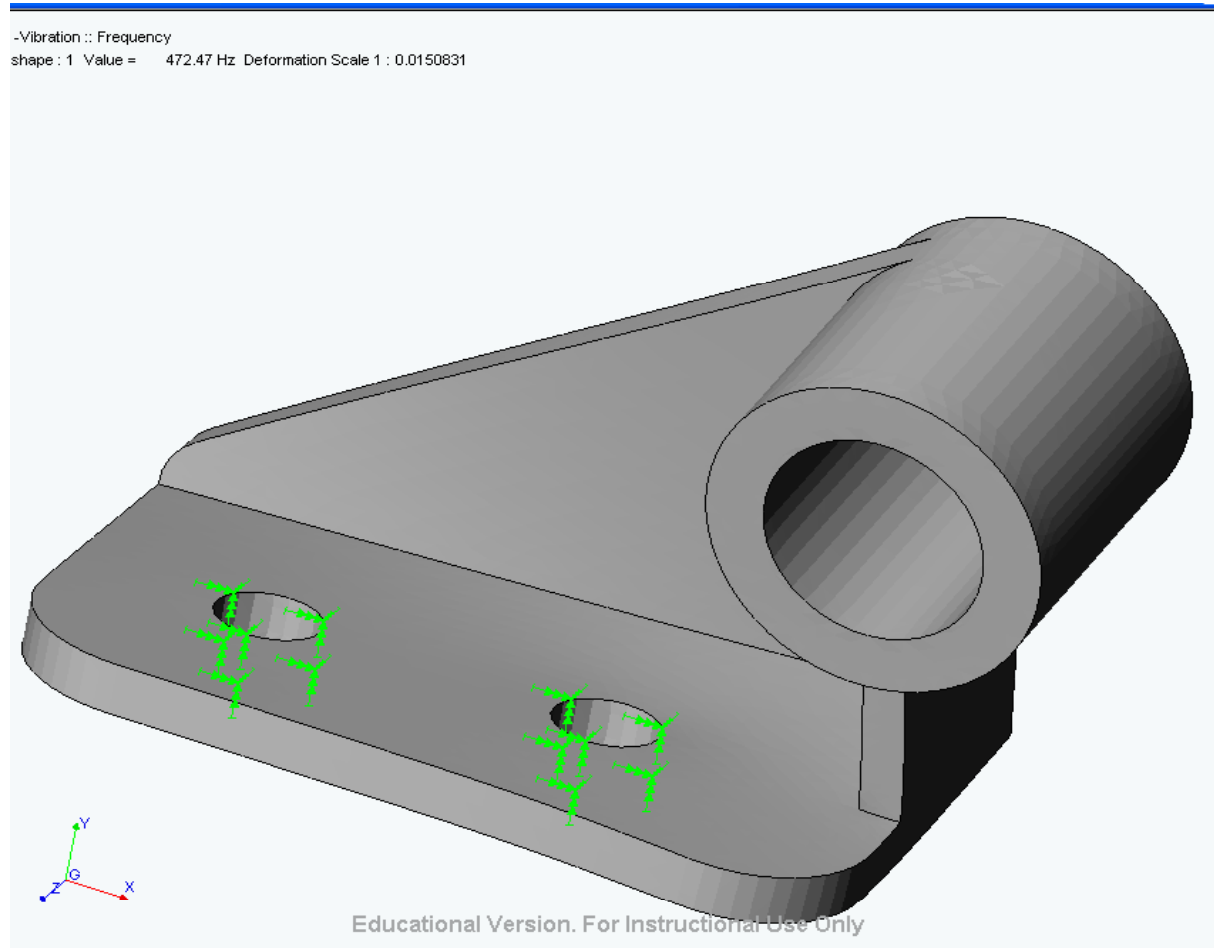 -Vibration :: Frequency
shape : 1 Value = 472.47 Hz Deformation Scale 1 : 0.0150831
Y
G
Z
X
Educational Version. For Instructional Use Only